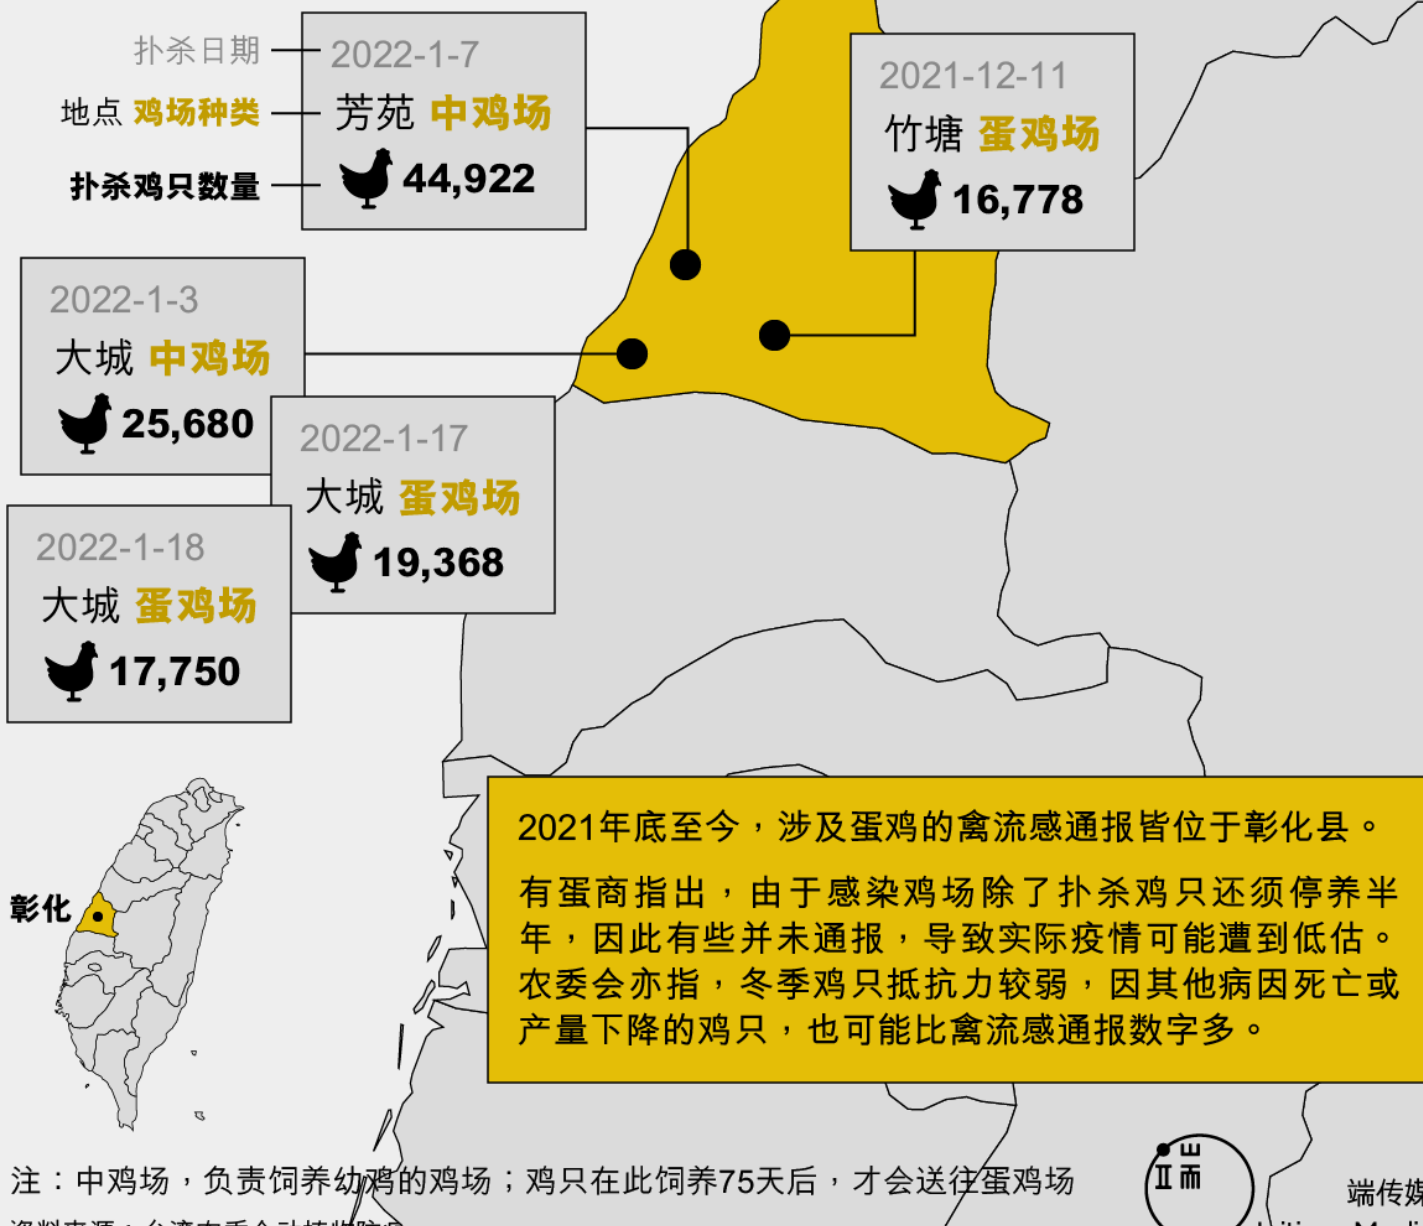 扑杀日期
地点 鸡场种类
扑杀鸡只数量
2022-1-7
芳苑 中鸡场
44,922
2021-12-11
竹塘 蛋鸡场
16,778
2022-1-3
大城 中鸡场
25,680
2022-1-17
大城 蛋鸡场
19,368
2022-1-18
大城 蛋鸡场
17,750
彰化
2021年底至今，涉及蛋鸡的禽流感通报皆位于彰化县。
有蛋商指出，由于感染鸡场除了扑杀鸡只还须停养半
年，因此有些并未通报，导致实际疫情可能遭到低估。
农委会亦指，冬季鸡只抵抗力较弱，因其他病因死亡或
产量下降的鸡只，也可能比禽流感通报数字多。
注：中鸡场，负责饲养幼鸡的鸡场；鸡只在此饲养75天后，才会送往蛋鸡场
端传媒